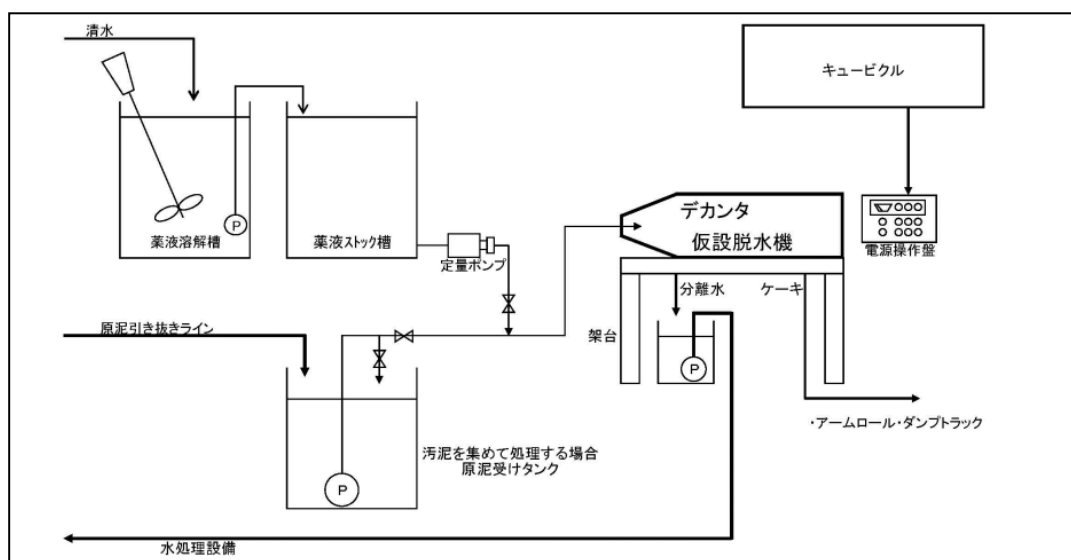 清水
キュービクル
薬液溶解槽
P
薬液ストック槽
定量ポンプ
デカンタ
仮設脱水機
電源操作盤
分離水
ケーキ
架台
P
原泥引き抜きライン
・アームロール・ダンプトラック
汚泥を集めて処理する場合
原泥受けタンク
P
水処理設備